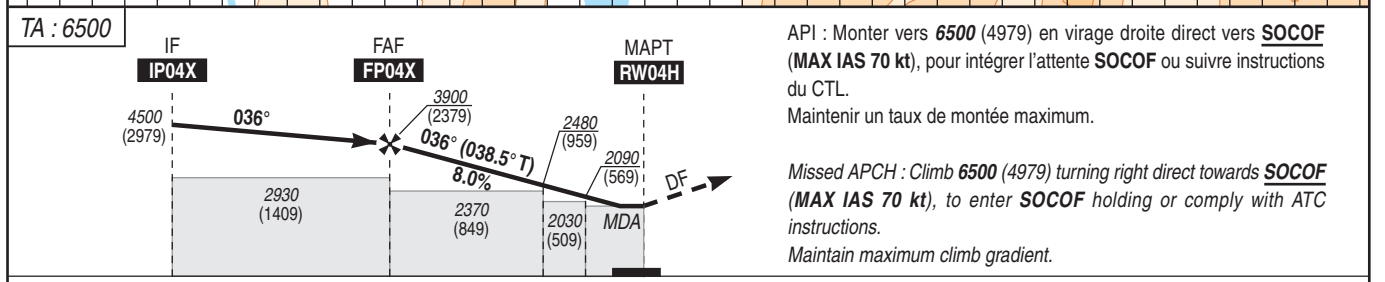 TA : 6500
IF
IP04X
FAF
FP04X
MAPT
RW04H
4500
(2979)
036°
3900
(2379)
036° (038.5° T)
8.0%
2480
(959)
2090
(569)
DF
2930
(1409)
2370
(849)
2030
(509)
MDA
API : Monter vers 6500 (4979) en virage droite direct vers SOCOF
(MAX IAS 70 kt), pour intégrer l'attente SOCOF ou suivre instructions
du CTL.
Maintenir un taux de montée maximum.
Missed APCH : Climb 6500 (4979) turning right direct towards SOCOF
(MAX IAS 70 kt), to enter SOCOF holding or comply with ATC
instructions.
Maintain maximum climb gradient.